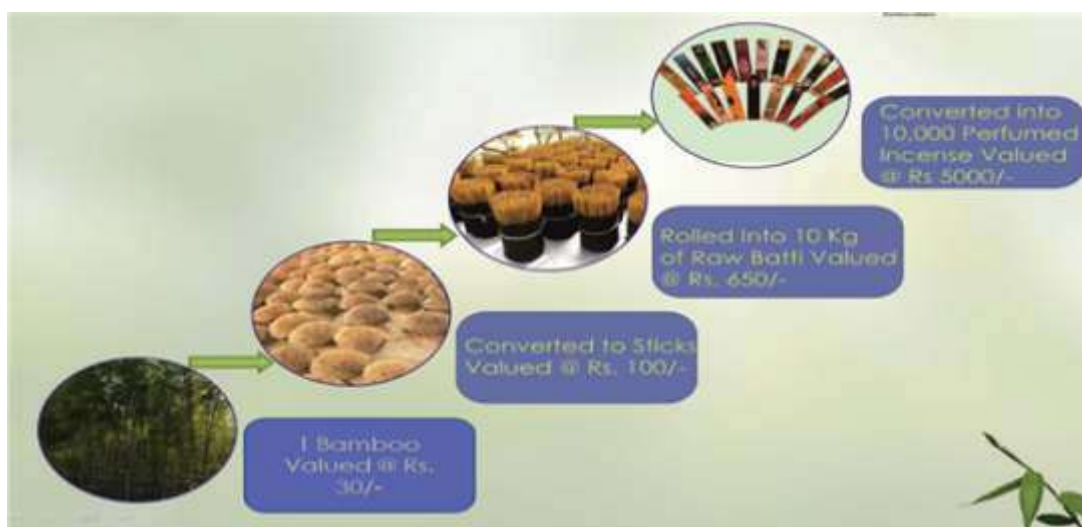 Converted into
10,000 Perfumed
Incense Valued
@ Rs 5000/-
Rolled Into 10 Kg
of Raw Batti Valued
@ Rs. 650/-
Converted to Sticks
Valued @ Rs. 100/-
1 Bamboo
Valued @ Rs.
30/-